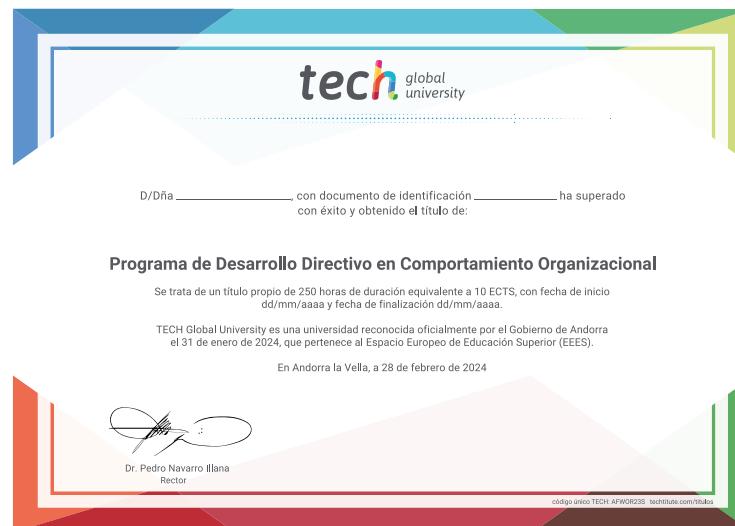 tech global university
D/Dña ____________, con documento de identificación ____________ ha superado
con éxito y obtenido el título de:
Programa de Desarrollo Directivo en Comportamiento Organizacional
Se trata de un título propio de 250 horas de duración equivalente a 10 ECTS, con fecha de inicio
dd/mm/aaaa y fecha de finalización dd/mm/aaaa.
TECH Global University es una universidad reconocida oficialmente por el Gobierno de Andorra
el 31 de enero de 2024, que pertenece al Espacio Europeo de Educación Superior (EEES).
En Andorra la Vella, a 28 de febrero de 2024
Dr. Pedro Navarro Illana
Rector
código único TECH: AFWOR23S techtitute.com/titulos